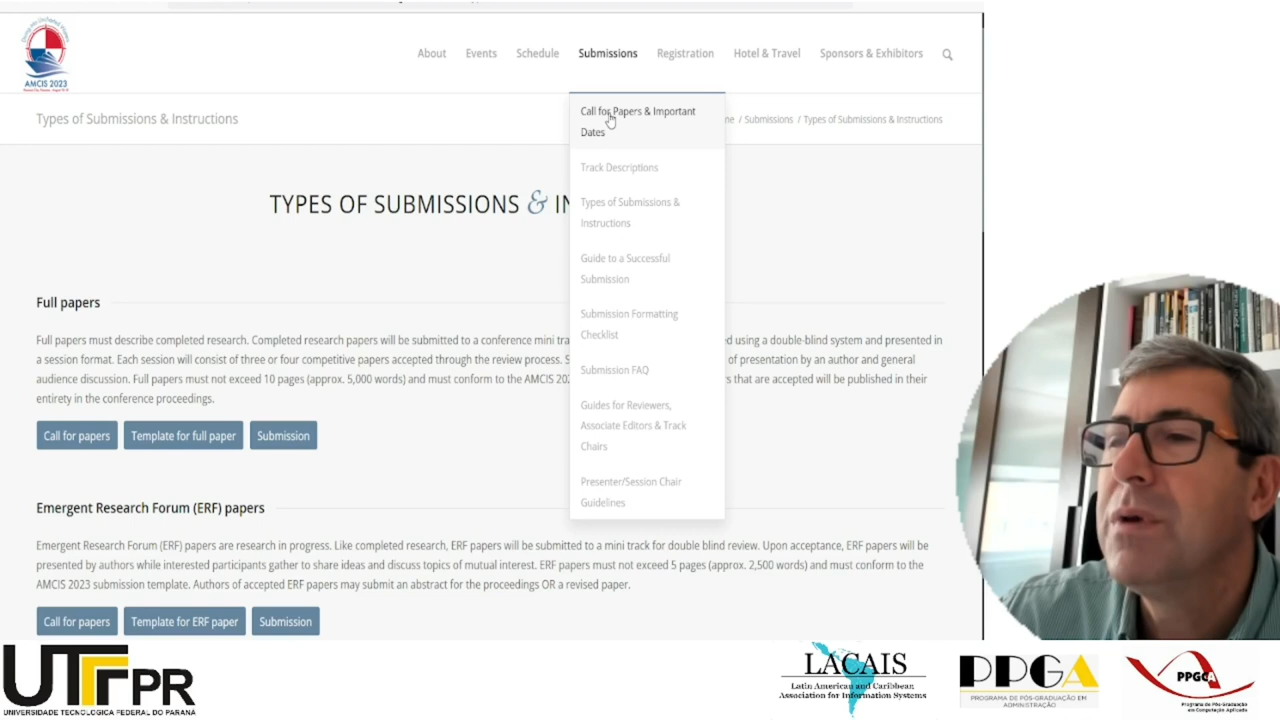 AMCIS 2023
About Events Schedule Submissions Registration Hotel & Travel Sponsors & Exhibitors
Types of Submissions & Instructions
/ Submissions / Types of Submissions & Instructions
Call for Papers & Important
Dates
Track Descriptions
Types of Submissions &
Instructions
Guide to a Successful
Submission
Submission Formatting
Checklist
Submission FAQ
Guides for Reviewers,
Associate Editors & Track
Chairs
Presenter/Session Chair
Guidelines
TYPES OF SUBMISSIONS & IN
Full papers
Full papers must describe completed research. Completed research papers will be submitted to a conference mini tra d using a double-blind system and presented in
a session format. Each session will consist of three or four competitive papers accepted through the review process. S of presentation by an author and general
audience discussion. Full papers must not exceed 10 pages (approx. 5,000 words) and must conform to the AMCIS 202 s that are accepted will be published in their
entirety in the conference proceedings.
Call for papers Template for full paper Submission
Emergent Research Forum (ERF) papers
Emergent Research Forum (ERF) papers are research in progress. Like completed research, ERF papers will be submitted to a mini track for double blind review. Upon acceptance, ERF papers will be
presented by authors while interested participants gather to share ideas and discuss topics of mutual interest. ERF papers must not exceed 5 pages (approx. 2,500 words) and must conform to the
AMCIS 2023 submission template. Authors of accepted ERF papers may submit an abstract for the proceedings OR a revised paper.
Call for papers Template for ERF paper Submission
UTFPR
UNIVERSIDADE TECNOLÓGICA FEDERAL DO PARANÁ
LACAIS
Latin American and Caribbean
Association for Information Systems
PPGA
PROGRAMA DE PÓS-GRADUAÇÃO EM
ADMINISTRAÇÃO
PPGCA
Programa de Pós-Graduação
em Computação Aplicada